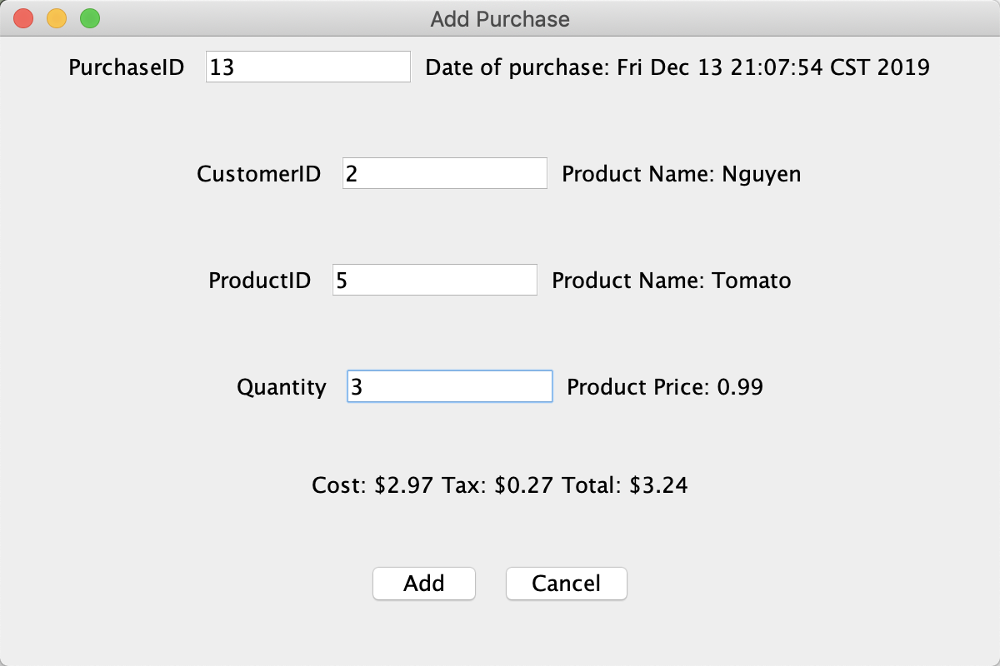 Add Purchase
PurchaseID 13 Date of purchase: Fri Dec 13 21:07:54 CST 2019
CustomerID 2 Product Name: Nguyen
ProductID 5 Product Name: Tomato
Quantity 3 Product Price: 0.99
Cost: $2.97 Tax: $0.27 Total: $3.24
Add Cancel